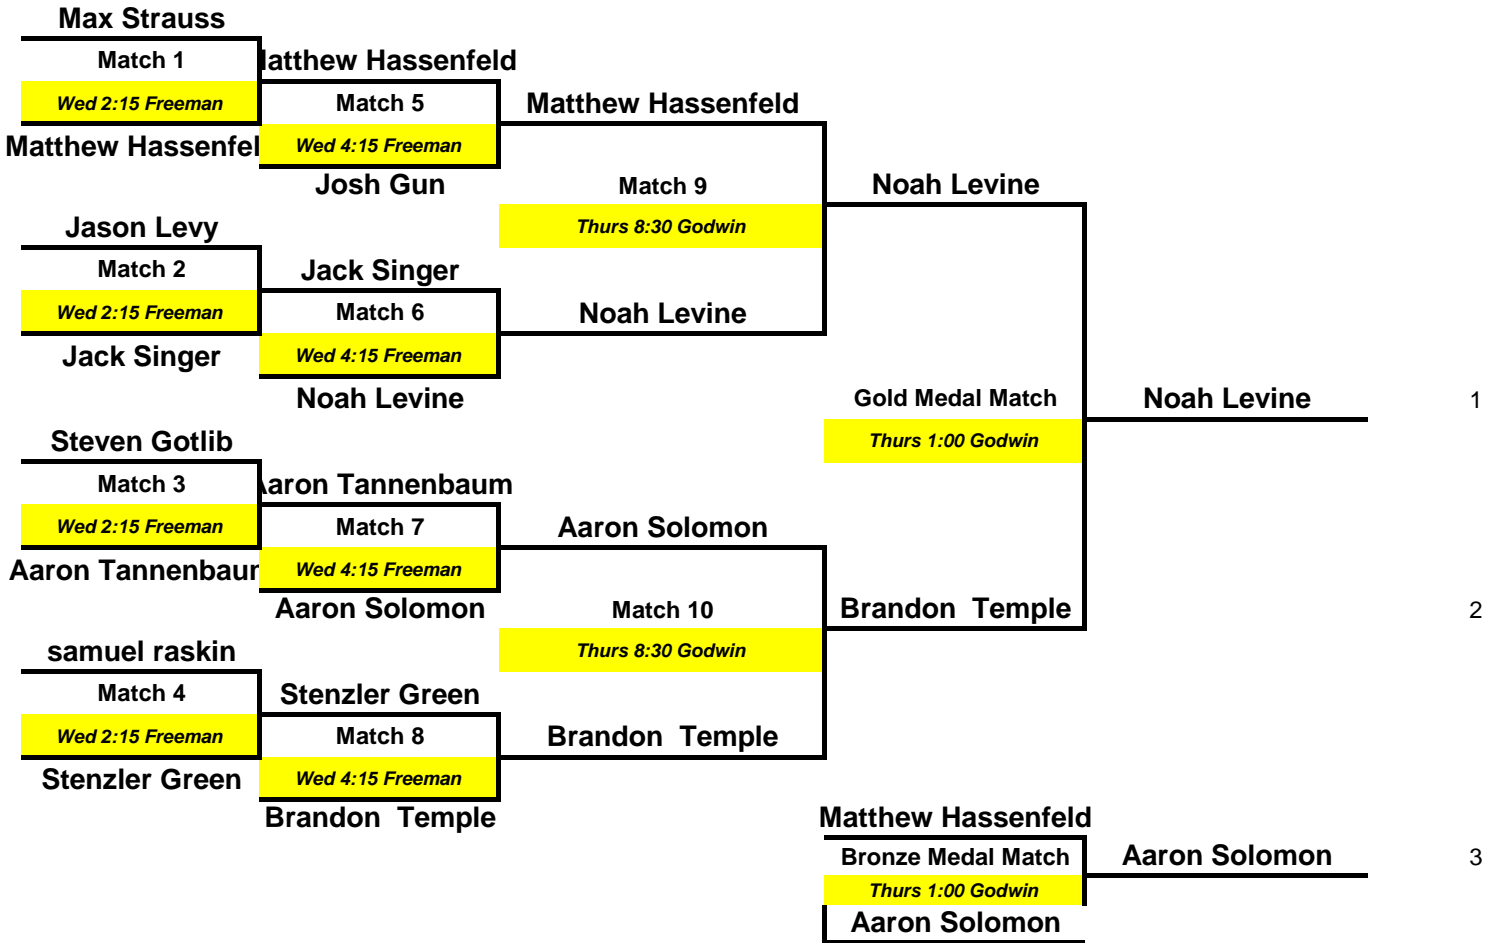 Max Strauss
Match 1
Wed 2:15 Freeman
Matthew Hassenfel
atthew Hassenfeld
Match 5
Wed 4:15 Freeman
Josh Gun
Matthew Hassenfeld
Match 9
Thurs 8:30 Godwin
Noah Levine
Jason Levy
Match 2
Wed 2:15 Freeman
Jack Singer
Jack Singer
Match 6
Wed 4:15 Freeman
Noah Levine
Noah Levine
Gold Medal Match
Thurs 1:00 Godwin
Noah Levine
1
Steven Gotlib
Match 3
Wed 2:15 Freeman
Aaron Tannenbaum
Aaron Tannenbaum
Match 7
Wed 4:15 Freeman
Aaron Solomon
Aaron Solomon
Match 10
Thurs 8:30 Godwin
Brandon Temple
2
samuel raskin
Match 4
Wed 2:15 Freeman
Stenzler Green
Stenzler Green
Match 8
Wed 4:15 Freeman
Brandon Temple
Brandon Temple
Matthew Hassenfeld
Bronze Medal Match
Thurs 1:00 Godwin
Aaron Solomon
Aaron Solomon
3